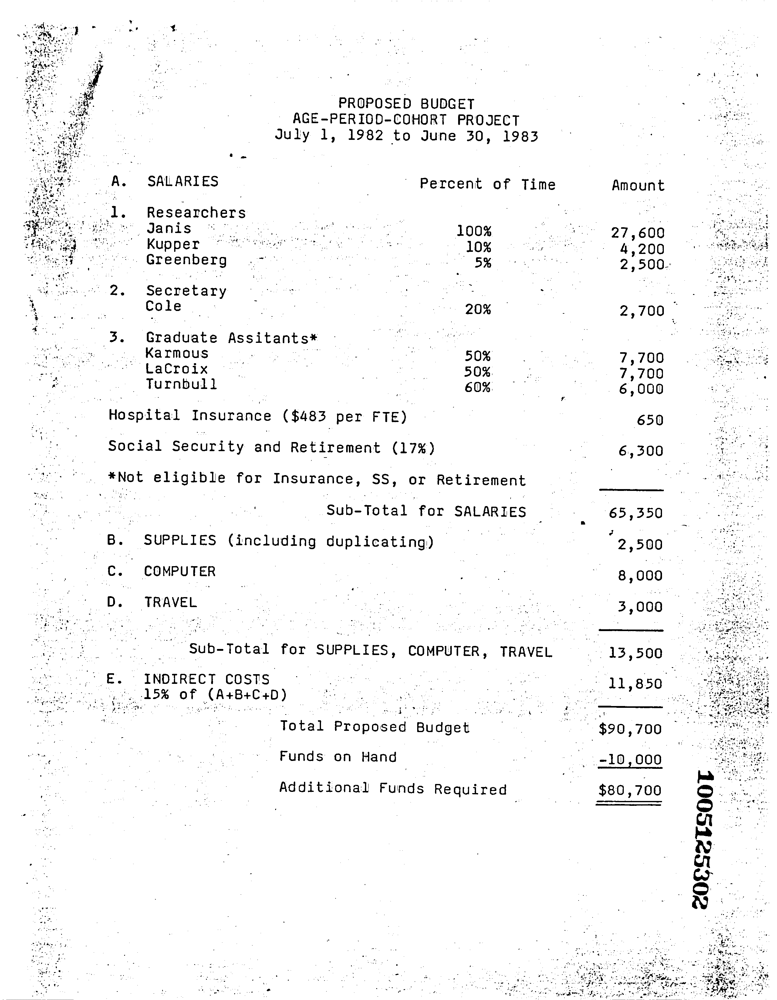 PROPOSED BUDGET
AGE-PERIOD-COHORT PROJECT
July 1, 1982 to June 30, 1983
A. SALARIES Percent of Time Amount
1. Researchers
Janis 100% 27,600
Kupper 10% 4,200
Greenberg 5% 2,500
2. Secretary
Cole 20% 2,700
3. Graduate Assitants*
Karmous 50% 7,700
LaCroix 50% 7,700
Turnbull 60% 6,000
Hospital Insurance ($483 per FTE) 650
Social Security and Retirement (17%) 6,300
*Not eligible for Insurance, SS, or Retirement
Sub-Total for SALARIES 65,350
B. SUPPLIES (including duplicating) 2,500
C. COMPUTER 8,000
D. TRAVEL 3,000
Sub-Total for SUPPLIES, COMPUTER, TRAVEL 13,500
E. INDIRECT COSTS 11,850
15% of (A+B+C+D)
Total Proposed Budget $90,700
Funds on Hand -10,000
Additional Funds Required $80,700
1005125302